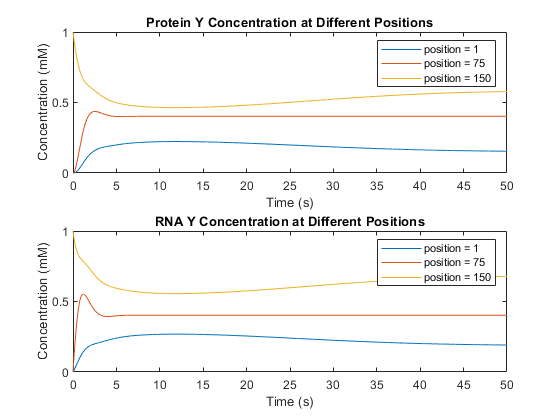 Protein Y Concentration at Different Positions
1
0.5
0
Concentration (mM)
position = 1
position = 75
position = 150
0 5 10 15 20 25 30 35 40 45 50
Time (s)
RNA Y Concentration at Different Positions
1
0.5
0
Concentration (mM)
position = 1
position = 75
position = 150
0 5 10 15 20 25 30 35 40 45 50
Time (s)